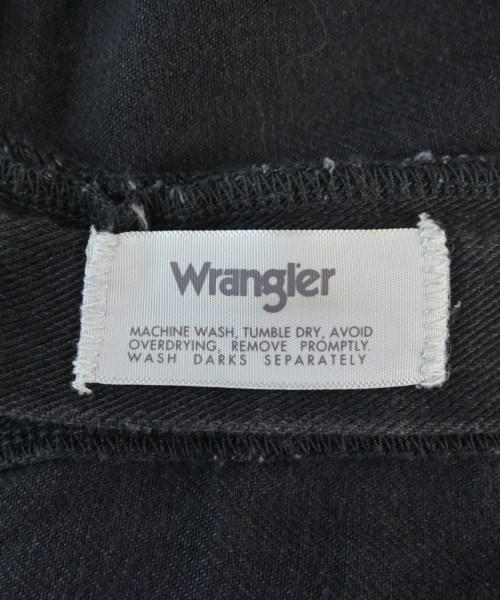 Wrangler
MACHINE WASH, TUMBLE DRY, AVOID
OVERDRYING, REMOVE PROMPTLY.
WASH DARKS SEPARATELY